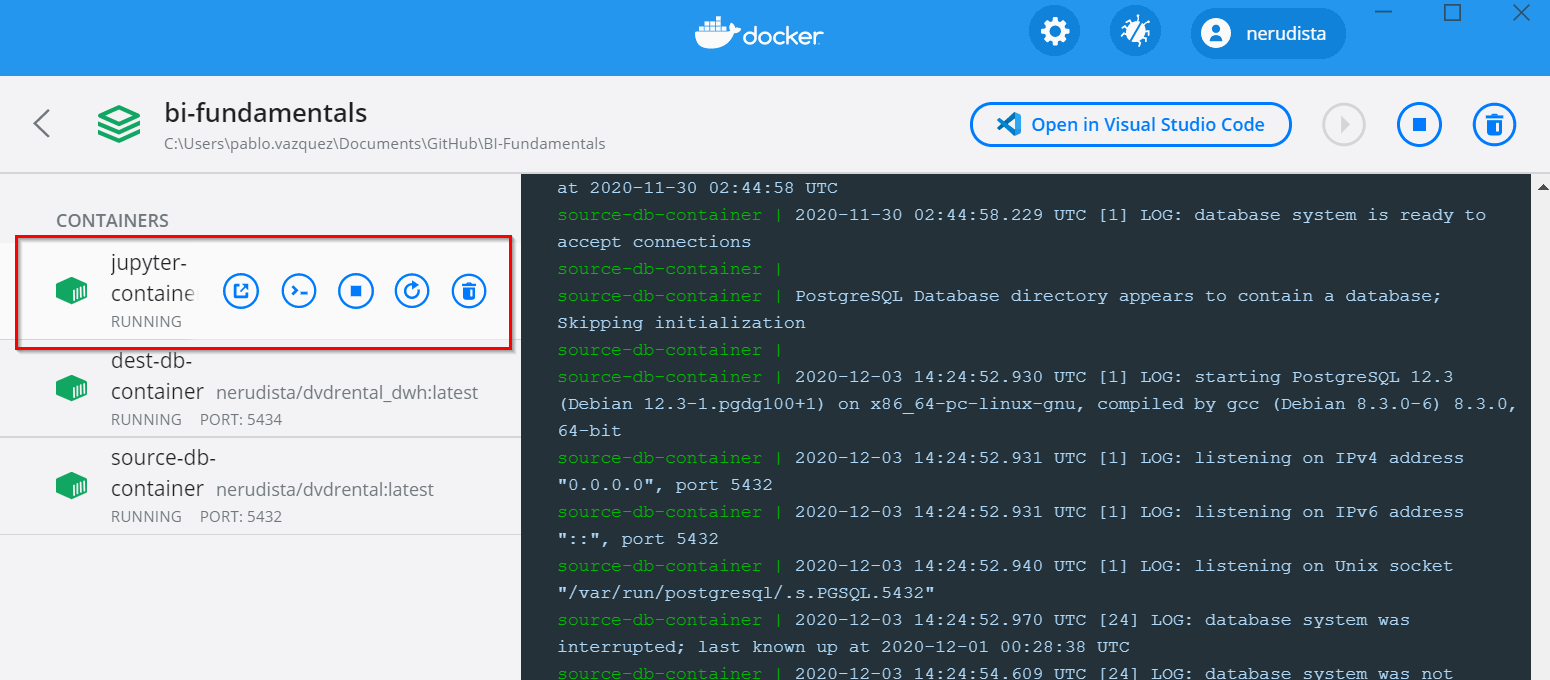 docker
nerudista
bi-fundamentals
C:\Users\pablo.vazquez\Documents\GitHub\BI-Fundamentals
Open in Visual Studio Code
CONTAINERS
jupyter-
containe
RUNNING
dest-db-
container nerudista/dvdrental_dwh:latest
RUNNING PORT: 5434
source-db-
container nerudista/dvdrental:latest
RUNNING PORT: 5432
at 2020-11-30 02:44:58 UTC
source-db-container | 2020-11-30 02:44:58.229 UTC [1] LOG: database system is ready to
accept connections
source-db-container |
source-db-container | PostgreSQL Database directory appears to contain a database;
Skipping initialization
source-db-container |
source-db-container | 2020-12-03 14:24:52.930 UTC [1] LOG: starting PostgreSQL 12.3
(Debian 12.3-1.pgdg100+1) on x86_64-pc-linux-gnu, compiled by gcc (Debian 8.3.0-6) 8.3.0,
64-bit
source-db-container | 2020-12-03 14:24:52.931 UTC [1] LOG: listening on IPv4 address
"0.0.0.0", port 5432
source-db-container | 2020-12-03 14:24:52.931 UTC [1] LOG: listening on IPv6 address
"::", port 5432
source-db-container | 2020-12-03 14:24:52.940 UTC [1] LOG: listening on Unix socket
"/var/run/postgresql/.s.PGSQL.5432"
source-db-container | 2020-12-03 14:24:52.970 UTC [24] LOG: database system was
interrupted; last known up at 2020-12-01 00:28:38 UTC
source-db-container | 2020-12-03 14:24:54.609 UTC [24] LOG: database system was not